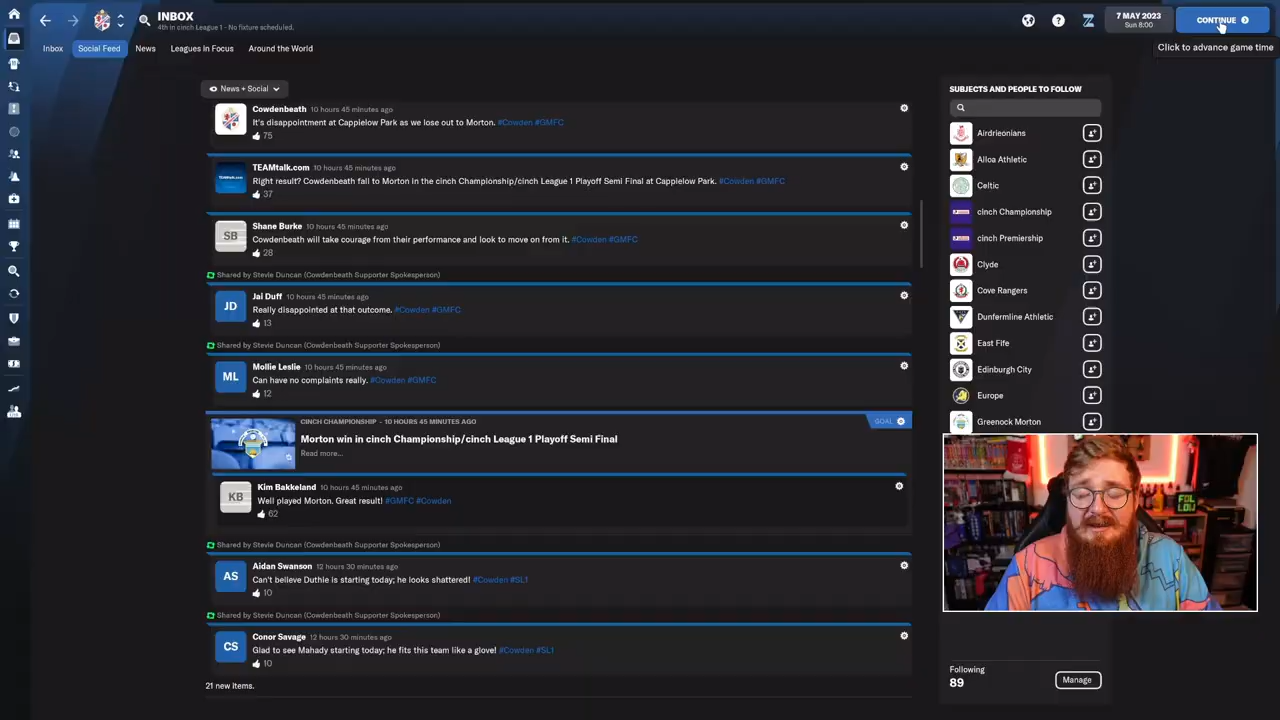 INBOX
4th in cinch League 1 - No fixture scheduled.
7 MAY 2023
Sun 8:00
CONTINUE
Click to advance game time
Inbox
Social Feed
News
Leagues in Focus
Around the World
News + Social
Cowdenbeath 10 hours 45 minutes ago
It's disappointment at Cappielow Park as we lose out to Morton. #Cowden #GMFC
75
TEAMtalk.com 10 hours 45 minutes ago
Right result? Cowdenbeath fall to Morton in the cinch Championship/cinch League 1 Playoff Semi Final at Cappielow Park. #Cowden #GMFC
37
SB
Shane Burke 10 hours 45 minutes ago
Cowdenbeath will take courage from their performance and look to move on from it. #Cowden #GMFC
28
Shared by Stevie Duncan (Cowdenbeath Supporter Spokesperson)
JD
Jai Duff 10 hours 45 minutes ago
Really disappointed at that outcome. #Cowden #GMFC
13
Shared by Stevie Duncan (Cowdenbeath Supporter Spokesperson)
ML
Mollie Leslie 10 hours 45 minutes ago
Can have no complaints really. #Cowden #GMFC
12
CINCH CHAMPIONSHIP - 10 HOURS 45 MINUTES AGO
GOAL
Morton win in cinch Championship/cinch League 1 Playoff Semi Final
Read more...
KB
Kim Bakkeland 10 hours 45 minutes ago
Well played Morton. Great result! #GMFC #Cowden
62
Shared by Stevie Duncan (Cowdenbeath Supporter Spokesperson)
AS
Aidan Swanson 12 hours 30 minutes ago
Can't believe Duthie is starting today; he looks shattered! #Cowden #SL1
10
Shared by Stevie Duncan (Cowdenbeath Supporter Spokesperson)
CS
Conor Savage 12 hours 30 minutes ago
Glad to see Mahady starting today; he fits this team like a glove! #Cowden #SL1
10
21 new items.
SUBJECTS AND PEOPLE TO FOLLOW
Airdrieonians
Alloa Athletic
Celtic
cinch Championship
cinch Premiership
Clyde
Cove Rangers
Dunfermline Athletic
East Fife
Edinburgh City
Europe
Greenock Morton
FOL
LOW
Following
89
Manage